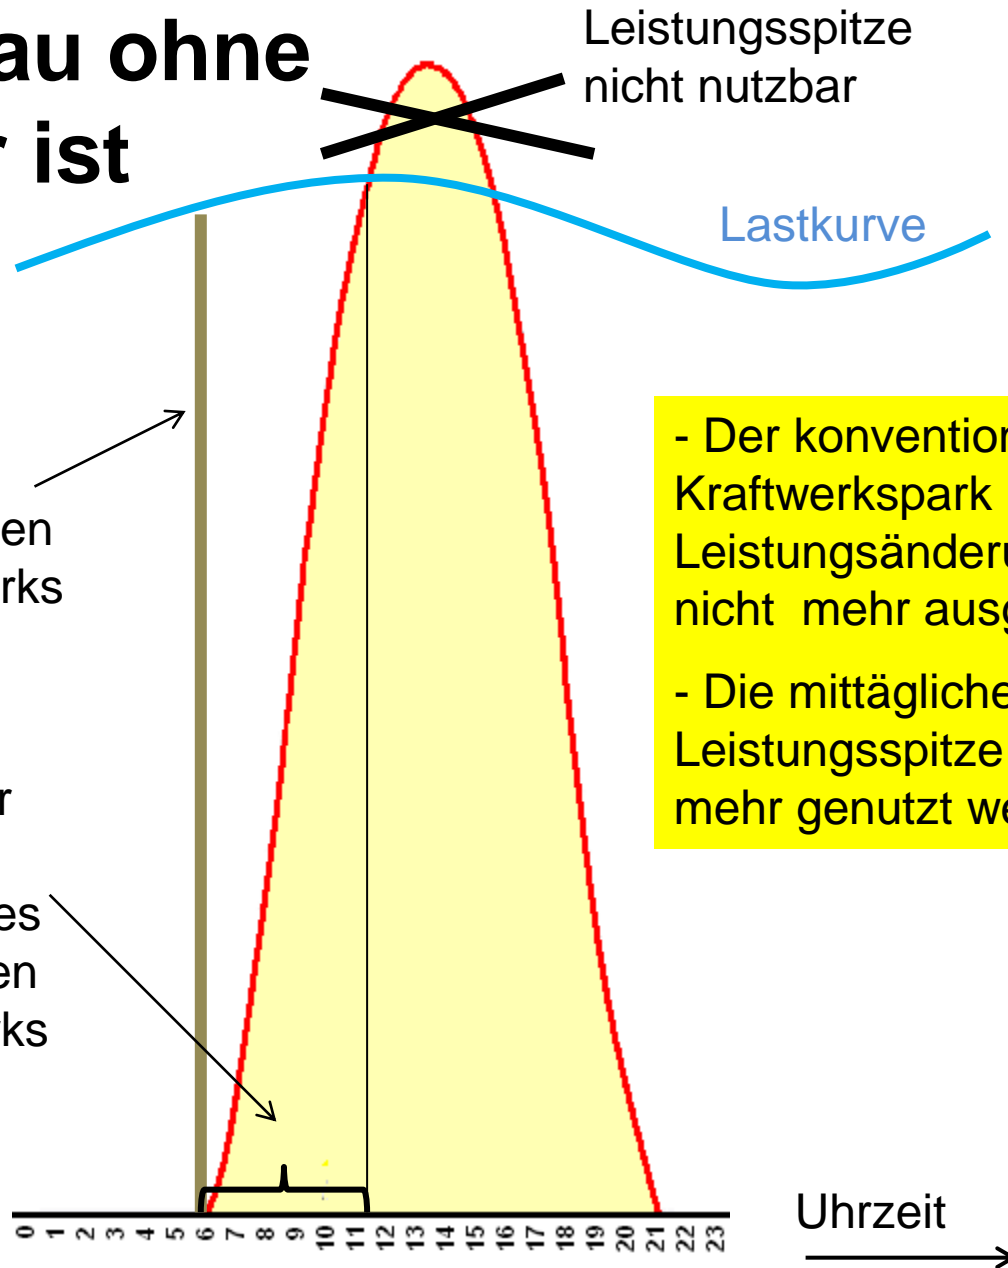 au ohne
r ist
Leistungsspitze
nicht nutzbar
Lastkurve
en
rks
- Der konvention
Kraftwerkspark
Leistungsänderu
nicht mehr ausg
- Die mittägliche
Leistungsspitze
mehr genutzt we
r
es
en
rks
0 1 2 3 4 5 6 7 8 9 10 11 12 13 14 15 16 17 18 19 20 21 22 23
Uhrzeit